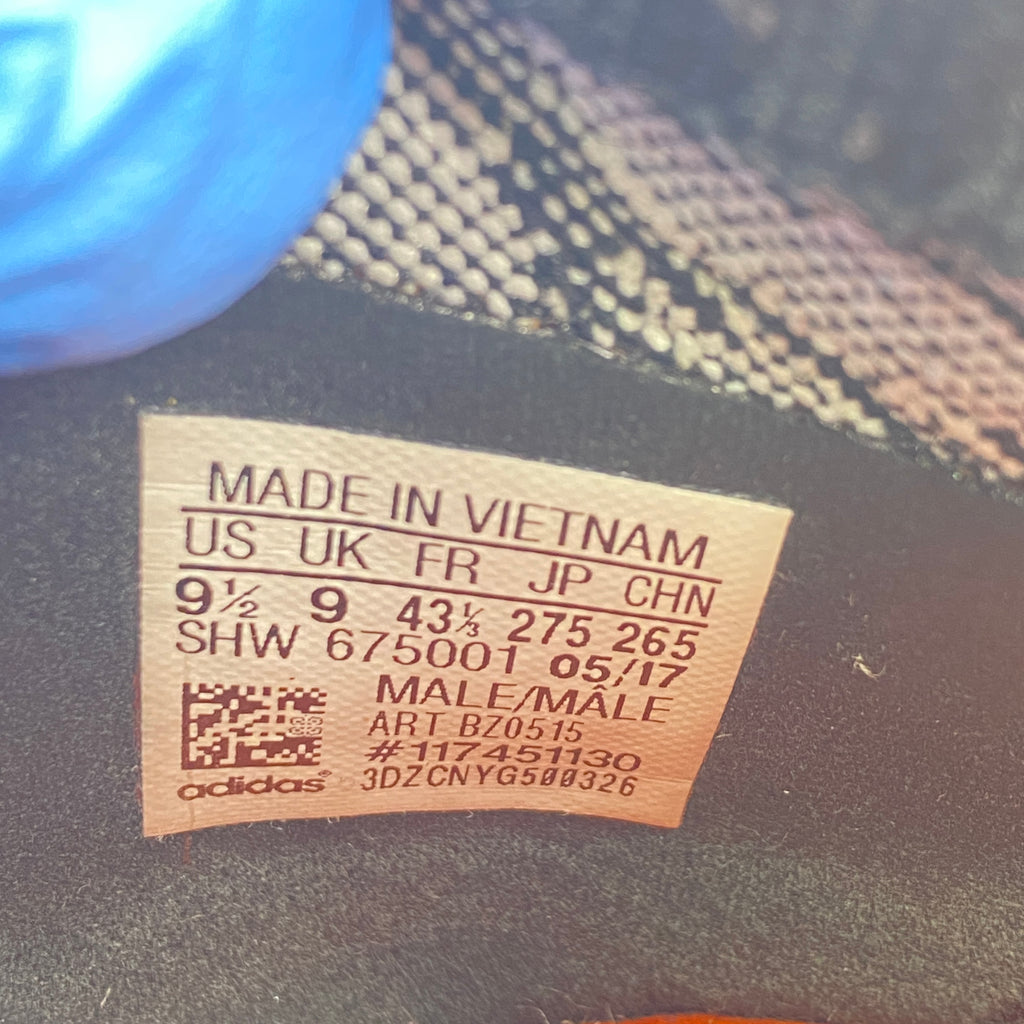 MADE IN VIETNAM
US UK FR JP CHN
9½ 9 43⅓ 275 265
SHW 675001 05/17
MALE/MÂLE
ART BZ0515
#117451130
adidas® 3DZCNYG500326